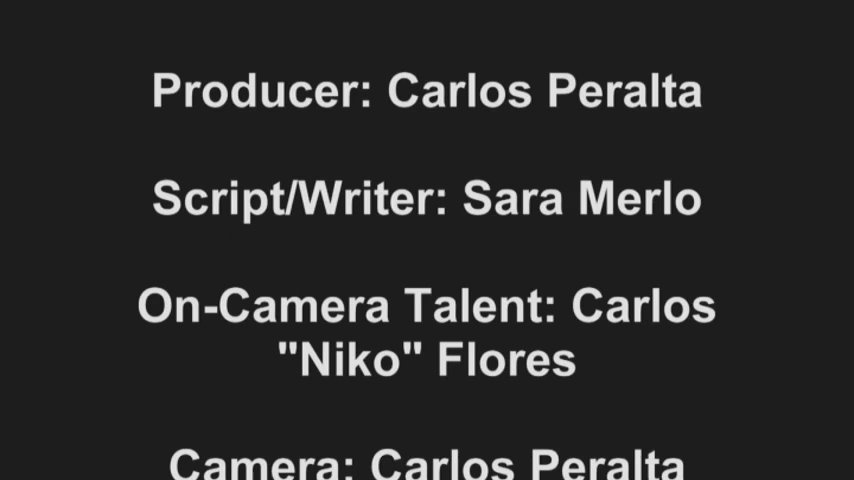 Producer: Carlos Peralta
Script/Writer: Sara Merlo
On-Camera Talent: Carlos
"Niko" Flores
Camera: Carlos Peralta